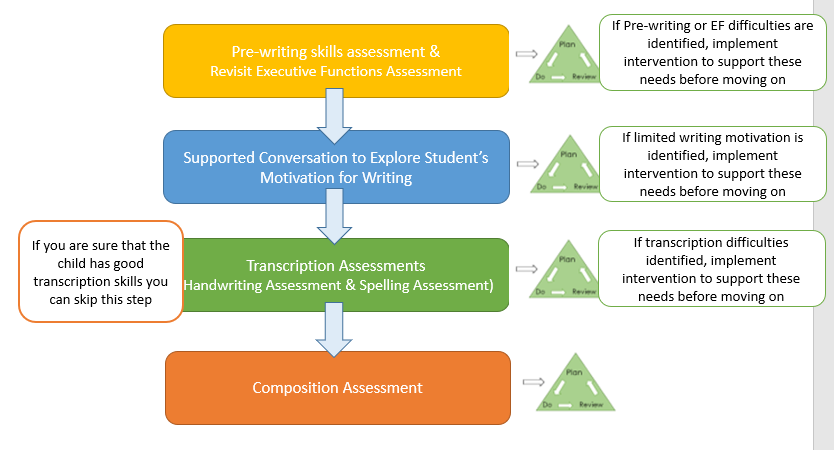 Pre-writing skills assessment &
Revisit Executive Functions Assessment
Plan
Do
Review
If Pre-writing or EF difficulties are
identified, implement
intervention to support these
needs before moving on
Supported Conversation to Explore Student's
Motivation for Writing
Plan
Do
Review
If limited writing motivation is
identified, implement
intervention to support these
needs before moving on
If you are sure that the
child has good
transcription skills you
can skip this step
Transcription Assessments
Handwriting Assessment & Spelling Assessment)
Plan
Do
Review
If transcription difficulties
identified, implement
intervention to support these
needs before moving on
Composition Assessment
Plan
Do
Review